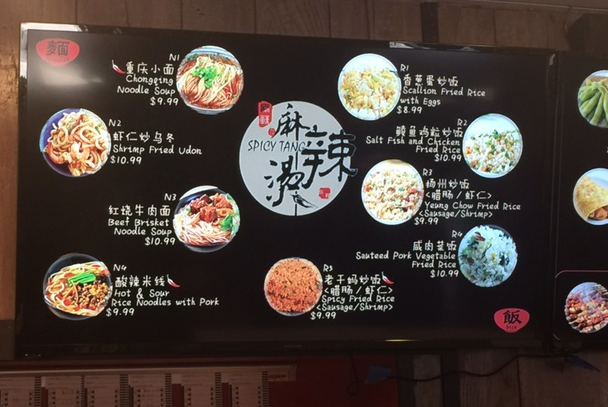 麵
N1
重庆小面
Chongqing
Noodle Soup
$9.99
N2
虾仁炒乌冬
Shrimp Fried Udon
$10.99
N3
红烧牛肉面
Beef Brisket
Noodle Soup
$10.99
N4
酸辣米线
Hot & Sour
Rice Noodles with Pork
$9.99
麻辣湯
SPICY TANG
R1
香葱蛋炒饭
Scallion Fried Rice
with Eggs
$8.99
R2
鲮鱼鸡粒炒饭
Salt Fish and Chicken
Fried Rice
$10.99
R3
扬州炒饭
<腊肠/虾仁>
Yeung Chow Fried Rice
<Sausage/Shrimp>
$9.99
R4
咸肉菜饭
Sauteed Pork Vegetable
Fried Rice
$10.99
R5
老干妈炒饭
<腊肠/虾仁>
Spicy Fried Rice
<Sausage/Shrimp>
$9.99
飯
RICE